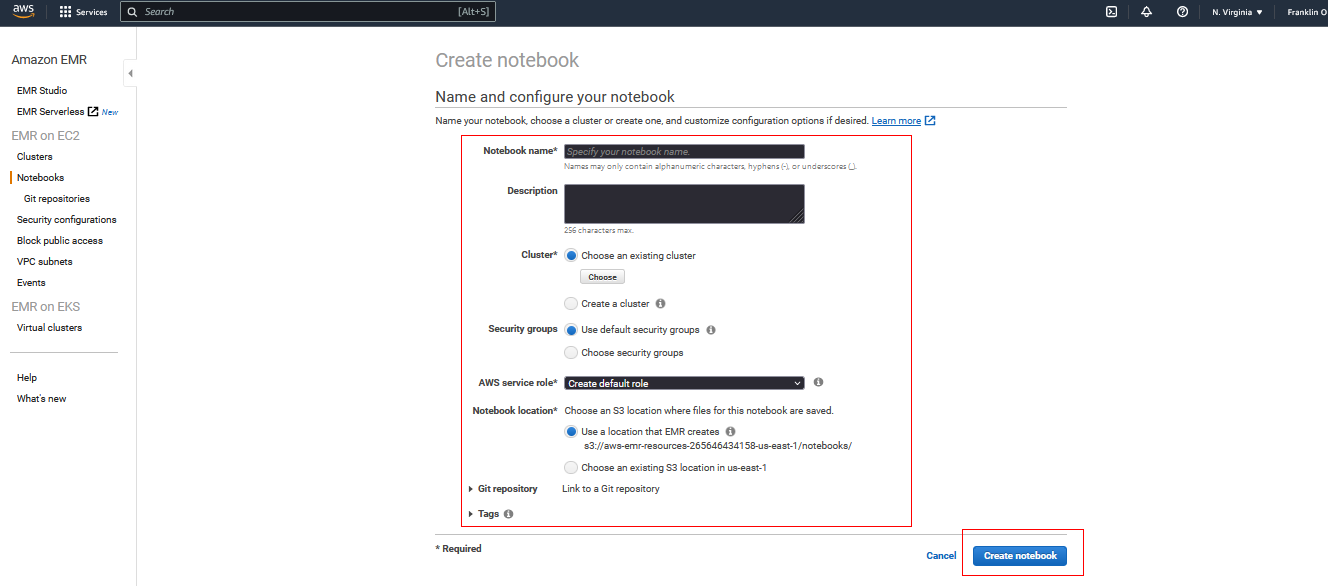 aws
Services
Search
[Alt+S]
N. Virginia
Franklin O
Amazon EMR
EMR Studio
EMR Serverless New
EMR on EC2
Clusters
Notebooks
Git repositories
Security configurations
Block public access
VPC subnets
Events
EMR on EKS
Virtual clusters
Help
What's new
Create notebook
Name and configure your notebook
Name your notebook, choose a cluster or create one, and customize configuration options if desired. Learn more
Notebook name* Specify your notebook name.
Names may only contain alphanumeric characters, hyphens (-), or underscores (_).
Description
256 characters max.
Cluster* Choose an existing cluster
Choose
Create a cluster
Security groups Use default security groups
Choose security groups
AWS service role* Create default role
Notebook location* Choose an S3 location where files for this notebook are saved.
Use a location that EMR creates
s3://aws-emr-resources-265646434158-us-east-1/notebooks/
Choose an existing S3 location in us-east-1
Git repository Link to a Git repository
Tags
* Required
Cancel Create notebook